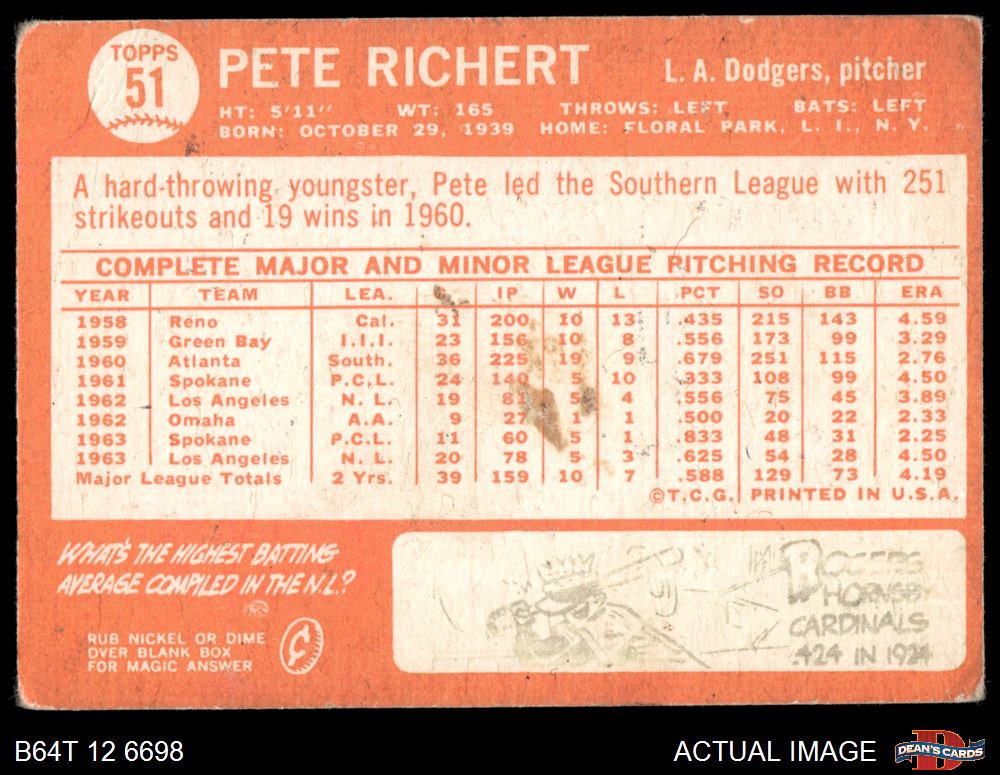 TOPPS
51
PETE RICHERT
L. A. Dodgers, pitcher
HT: 5'11" WT: 165 THROWS: LEFT BATS: LEFT
BORN: OCTOBER 29, 1939 HOME: FLORAL PARK, L. I., N. Y.
A hard-throwing youngster, Pete led the Southern League with 251
strikeouts and 19 wins in 1960.
COMPLETE MAJOR AND MINOR LEAGUE PITCHING RECORD
YEAR TEAM LEA. IP W L PCT SO BB ERA
1958 Reno Cal. 31 200 10 13 .435 215 143 4.59
1959 Green Bay I.I.I. 23 156 10 8 .556 173 99 3.29
1960 Atlanta South. 36 225 19 9 .679 251 115 2.76
1961 Spokane P.C.L. 24 140 5 10 .333 108 99 4.50
1962 Los Angeles N. L. 19 81 5 4 .556 75 45 3.89
1962 Omaha A.A. 9 27 1 1 .500 20 22 2.33
1963 Spokane P.C.L. 11 60 5 1 .833 48 31 2.25
1963 Los Angeles N. L. 20 78 5 3 .625 54 28 4.50
Major League Totals 2 Yrs. 39 159 10 7 .588 129 73 4.19
©T.C.G. PRINTED IN U.S.A.
WHAT'S THE HIGHEST BATTING
AVERAGE COMPILED IN THE N.L.?
RUB NICKEL OR DIME
OVER BLANK BOX
FOR MAGIC ANSWER
¢
ROGERS
HORNSBY
CARDINALS
.424 IN 1924
B64T 12 6698
ACTUAL IMAGE
DEAN'S CARDS